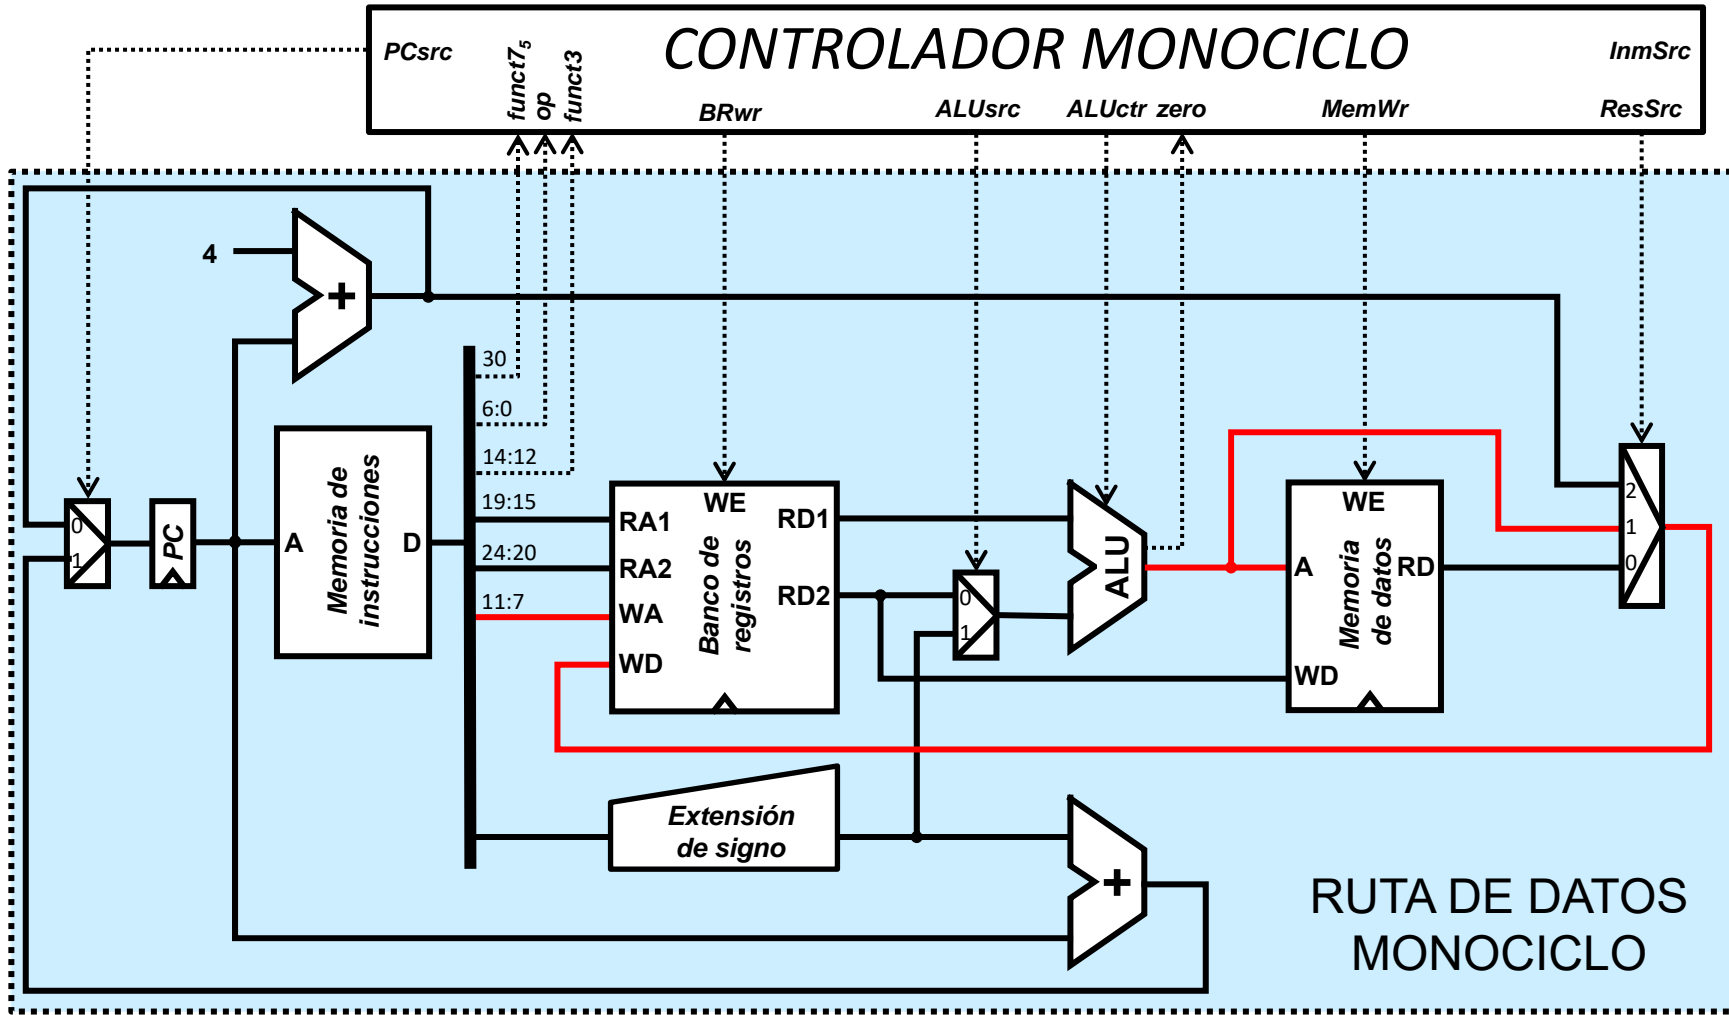 CONTROLADOR MONOCICLO
PCsrc
funct7₅
op
funct3
InmSrc
BRwr
ALUsrc
ALUctr
zero
MemWr
ResSrc
4
+
30
6:0
14:12
19:15
24:20
11:7
0
1
PC
A
D
Memoria de
instrucciones
WE
RA1
RA2
WA
WD
RD1
RD2
Banco de
registros
0
1
ALU
WE
A
RD
WD
Memoria
de datos
2
1
0
Extensión
de signo
+
RUTA DE DATOS
MONOCICLO